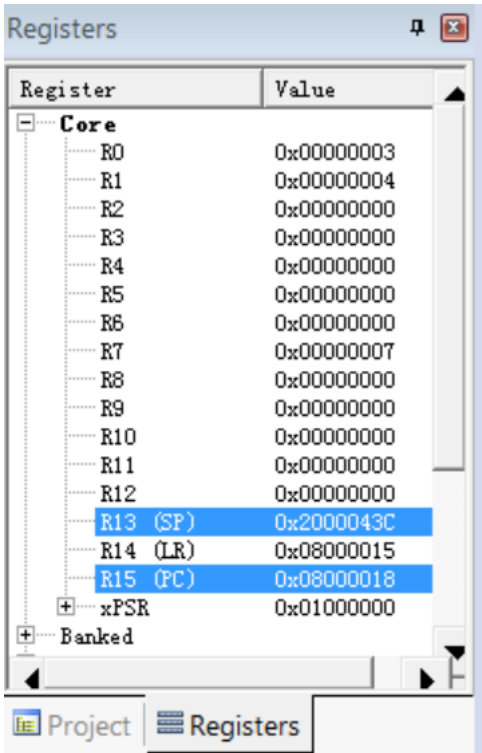 Registers
Register Value
Core
R0 0x00000003
R1 0x00000004
R2 0x00000000
R3 0x00000000
R4 0x00000000
R5 0x00000000
R6 0x00000000
R7 0x00000007
R8 0x00000000
R9 0x00000000
R10 0x00000000
R11 0x00000000
R12 0x00000000
R13 (SP) 0x2000043C
R14 (LR) 0x08000015
R15 (PC) 0x08000018
xPSR 0x01000000
Banked
Project Registers